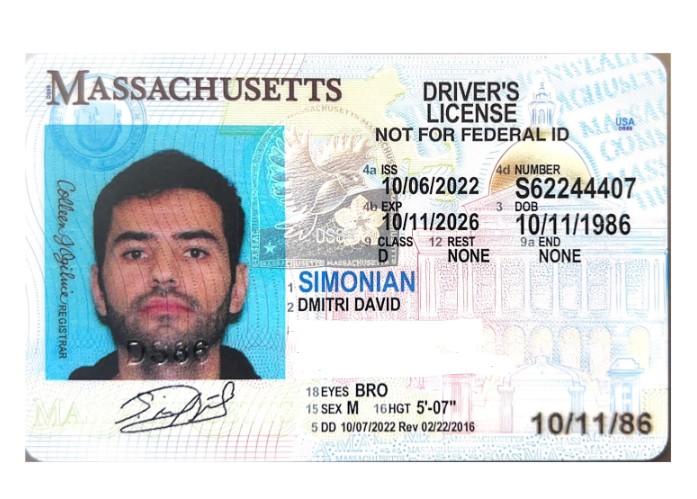 MASSACHUSETTS
DRIVER'S
LICENSE
NOT FOR FEDERAL ID
USA
4a ISS
10/06/2022
4d NUMBER
S62244407
4b EXP
10/11/2026
3 DOB
10/11/1986
9 CLASS
D
12 REST
NONE
9a END
NONE
1 SIMONIAN
2 DMITRI DAVID
Colleen J Ogilvie REGISTRAR
DS86
18 EYES BRO
15 SEX M 16 HGT 5'-07"
5 DD 10/07/2022 Rev 02/22/2016
MA
10/11/86